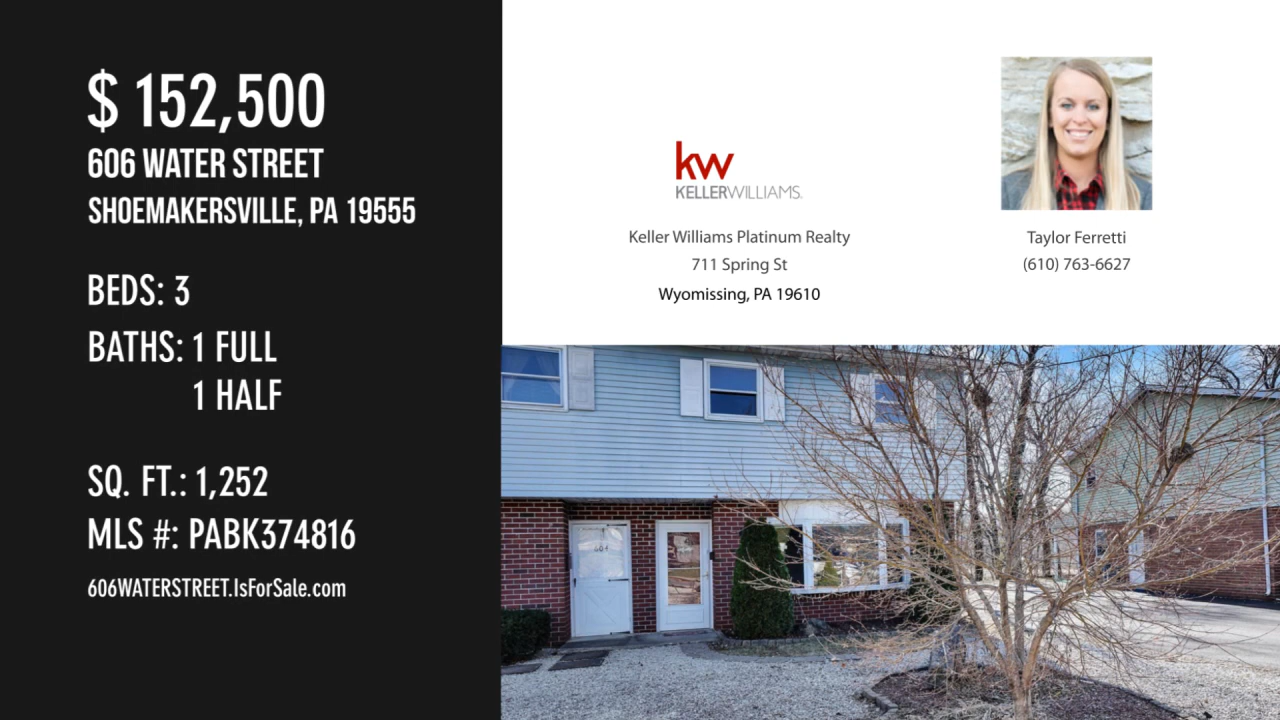 $ 152,500
606 WATER STREET
SHOEMAKERSVILLE, PA 19555
BEDS: 3
BATHS: 1 FULL
1 HALF
SQ. FT.: 1,252
MLS #: PABK374816
606WATERSTREET.IsForSale.com
kw
KELLERWILLIAMS.
Keller Williams Platinum Realty
711 Spring St
Wyomissing, PA 19610
Taylor Ferretti
(610) 763-6627
604